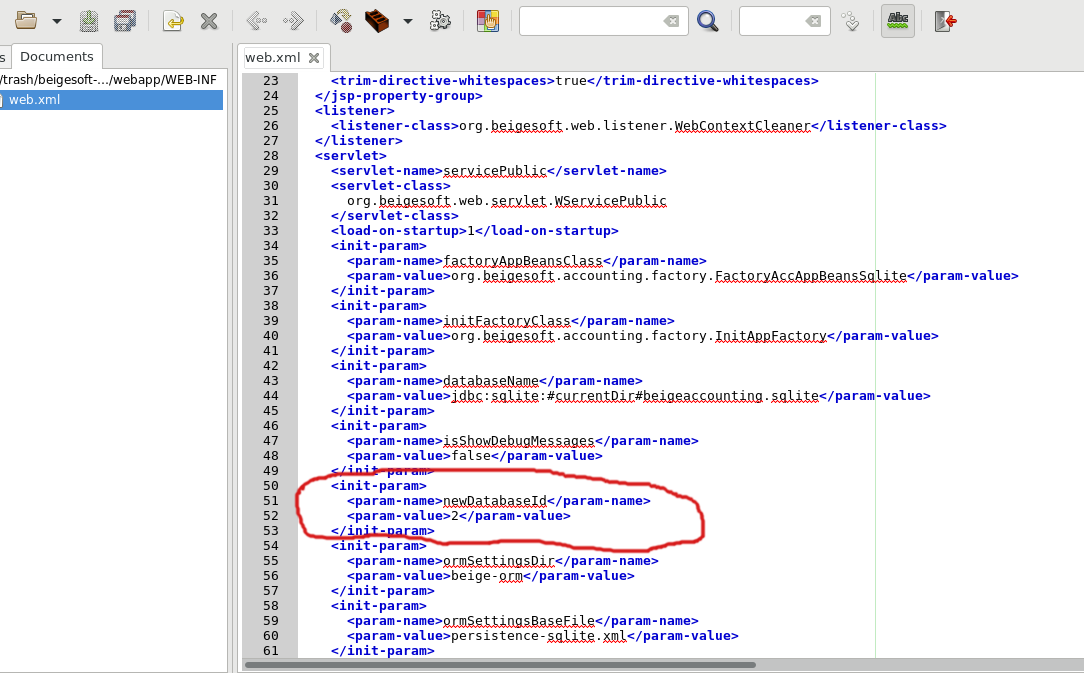 Abc
s Documents
/trash/beigesoft-.../webapp/WEB-INF
web.xml
web.xml
23 <trim-directive-whitespaces>true</trim-directive-whitespaces>
24 </jsp-property-group>
25 <listener>
26 <listener-class>org.beigesoft.web.listener.WebContextCleaner</listener-class>
27 </listener>
28 <servlet>
29 <servlet-name>servicePublic</servlet-name>
30 <servlet-class>
31 org.beigesoft.web.servlet.WServicePublic
32 </servlet-class>
33 <load-on-startup>1</load-on-startup>
34 <init-param>
35 <param-name>factoryAppBeansClass</param-name>
36 <param-value>org.beigesoft.accounting.factory.FactoryAccAppBeansSqlite</param-value>
37 </init-param>
38 <init-param>
39 <param-name>initFactoryClass</param-name>
40 <param-value>org.beigesoft.accounting.factory.InitAppFactory</param-value>
41 </init-param>
42 <init-param>
43 <param-name>databaseName</param-name>
44 <param-value>jdbc:sqlite:#currentDir#beigeaccounting.sqlite</param-value>
45 </init-param>
46 <init-param>
47 <param-name>isShowDebugMessages</param-name>
48 <param-value>false</param-value>
49 </init-param>
50 <init-param>
51 <param-name>newDatabaseId</param-name>
52 <param-value>2</param-value>
53 </init-param>
54 <init-param>
55 <param-name>ormSettingsDir</param-name>
56 <param-value>beige-orm</param-value>
57 </init-param>
58 <init-param>
59 <param-name>ormSettingsBaseFile</param-name>
60 <param-value>persistence-sqlite.xml</param-value>
61 </init-param>